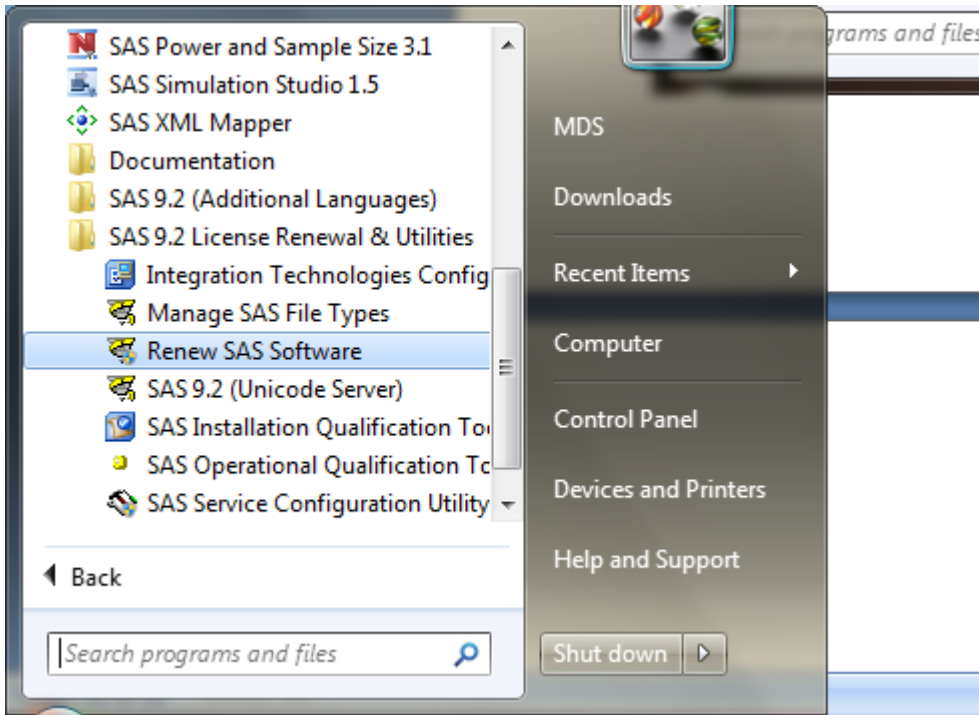 SAS Power and Sample Size 3.1
SAS Simulation Studio 1.5
SAS XML Mapper
Documentation
SAS 9.2 (Additional Languages)
SAS 9.2 License Renewal & Utilities
Integration Technologies Config
Manage SAS File Types
Renew SAS Software
SAS 9.2 (Unicode Server)
SAS Installation Qualification
SAS Operational Qualification
SAS Service Configuration Utility
Back
Search programs and files
MDS
Downloads
Recent Items
Computer
Control Panel
Devices and Printers
Help and Support
Shut down
and files